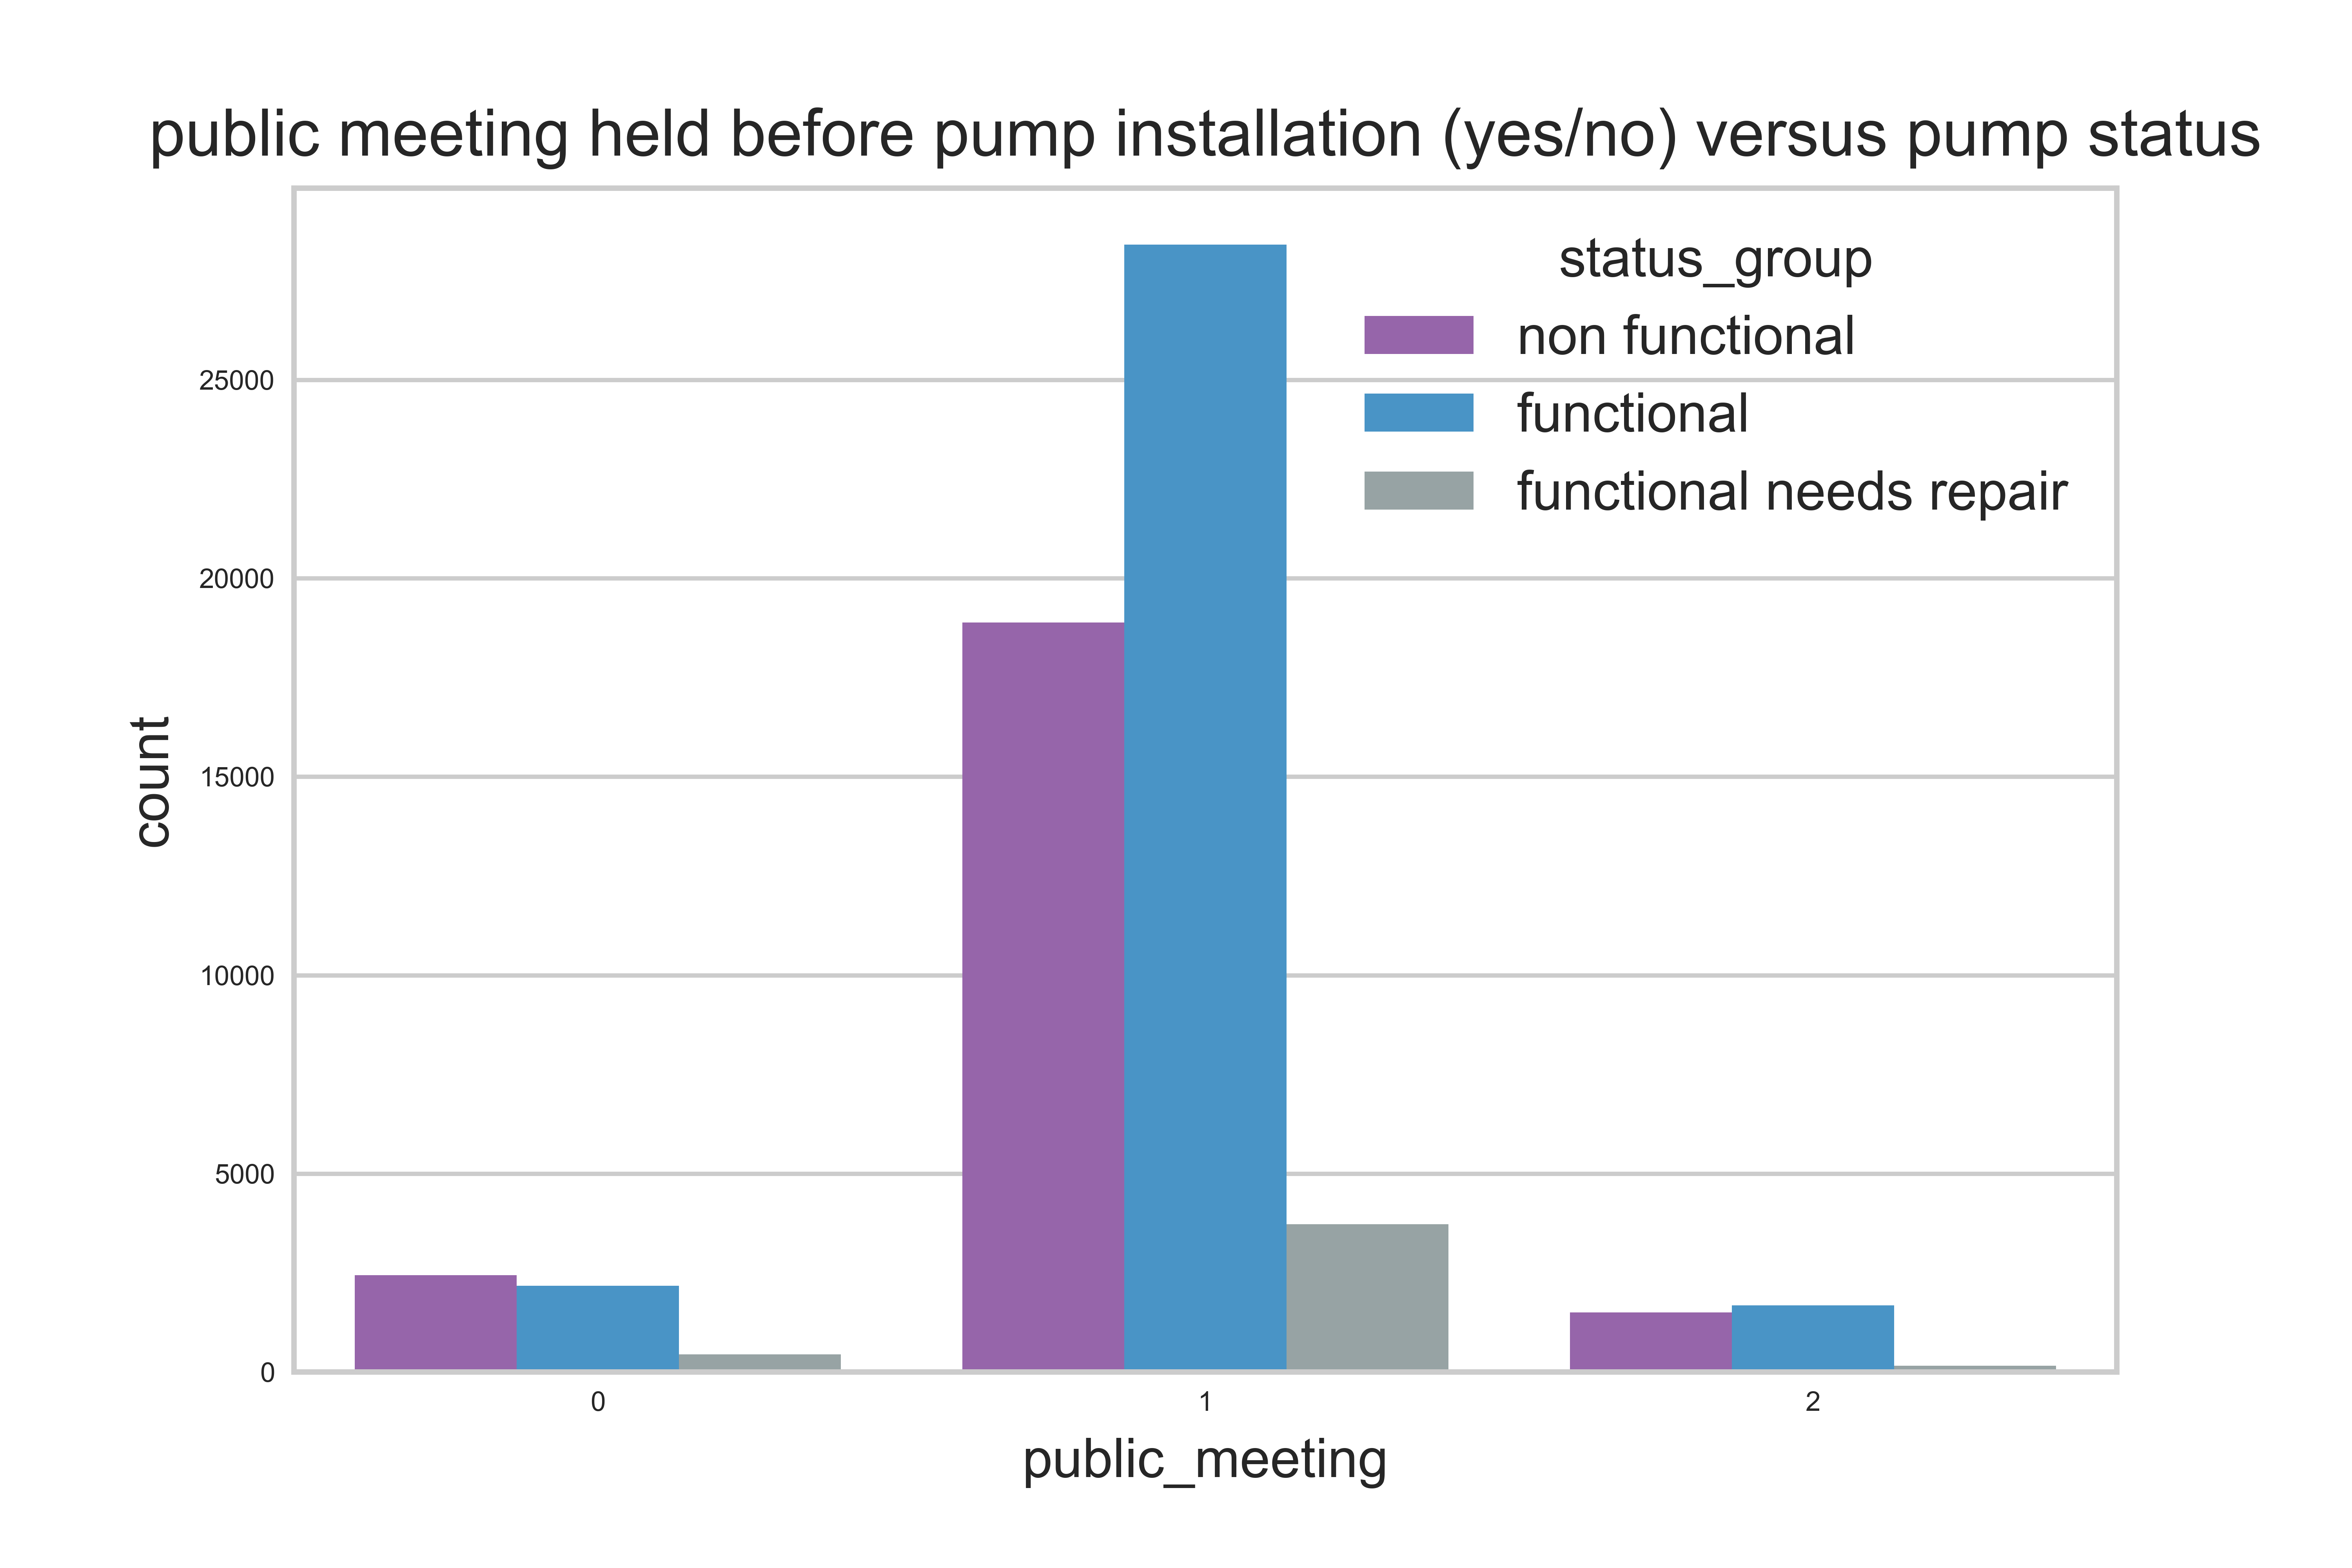 public meeting held before pump installation (yes/no) versus pump status
status_group
non functional
functional
functional needs repair
25000
20000
15000
10000
5000
0
count
0 1 2
public_meeting